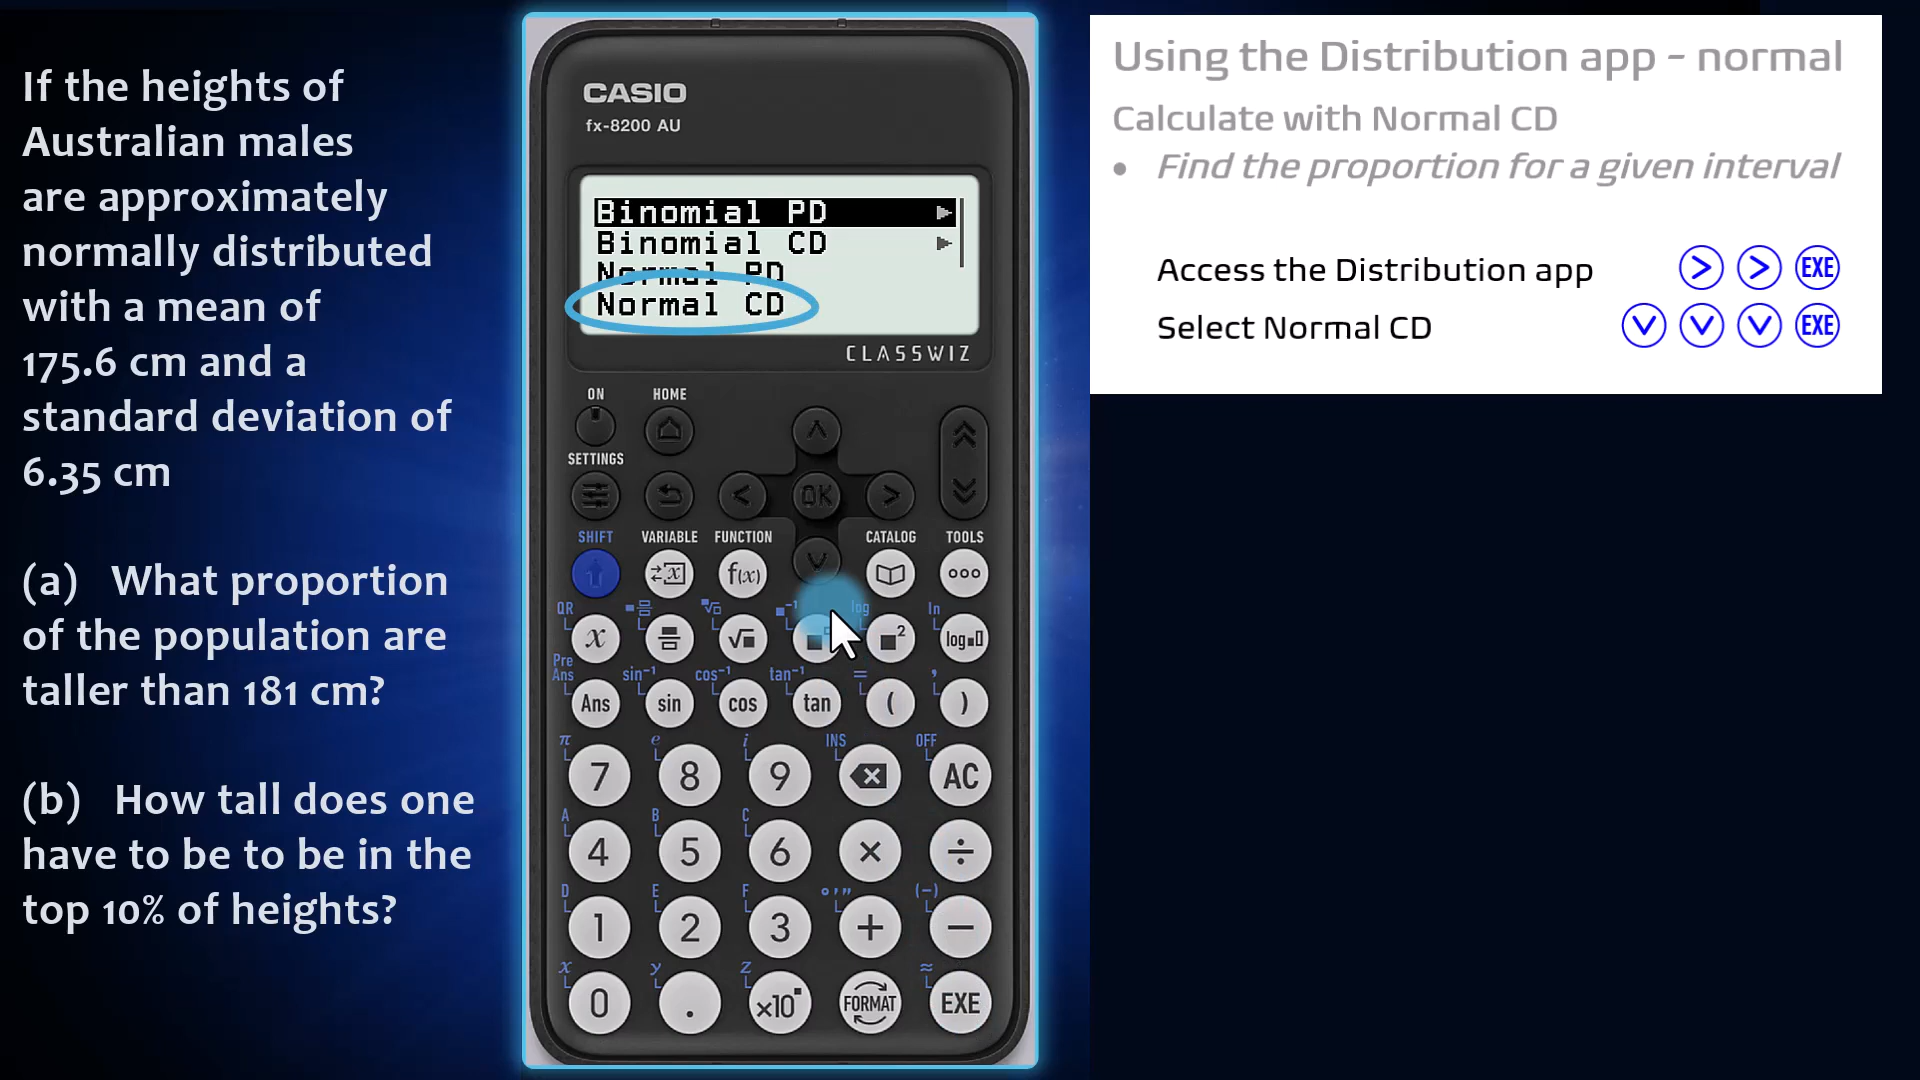 If the heights of
Australian males
are approximately
normally distributed
with a mean of
175.6 cm and a
standard deviation of
6.35 cm
(a) What proportion
of the population are
taller than 181 cm?
(b) How tall does one
have to be to be in the
top 10% of heights?
CASIO
fx-8200 AU
Binomial PD
Binomial CD
Normal PD
Normal CD
CLASSWIZ
ON HOME
SETTINGS
OK
SHIFT VARIABLE FUNCTION CATALOG TOOLS
x f(x)
QR log ln
x log
Pre Ans sin⁻¹ cos⁻¹ tan⁻¹ = ,
Ans sin cos tan ( )
π e i INS OFF
7 8 9 AC
A B C
4 5 6 × ÷
D E F °′″ (−)
1 2 3 + −
x y z ≈
0 . ×10 FORMAT EXE
Using the Distribution app - normal
Calculate with Normal CD
• Find the proportion for a given interval
Access the Distribution app > > EXE
Select Normal CD EXE